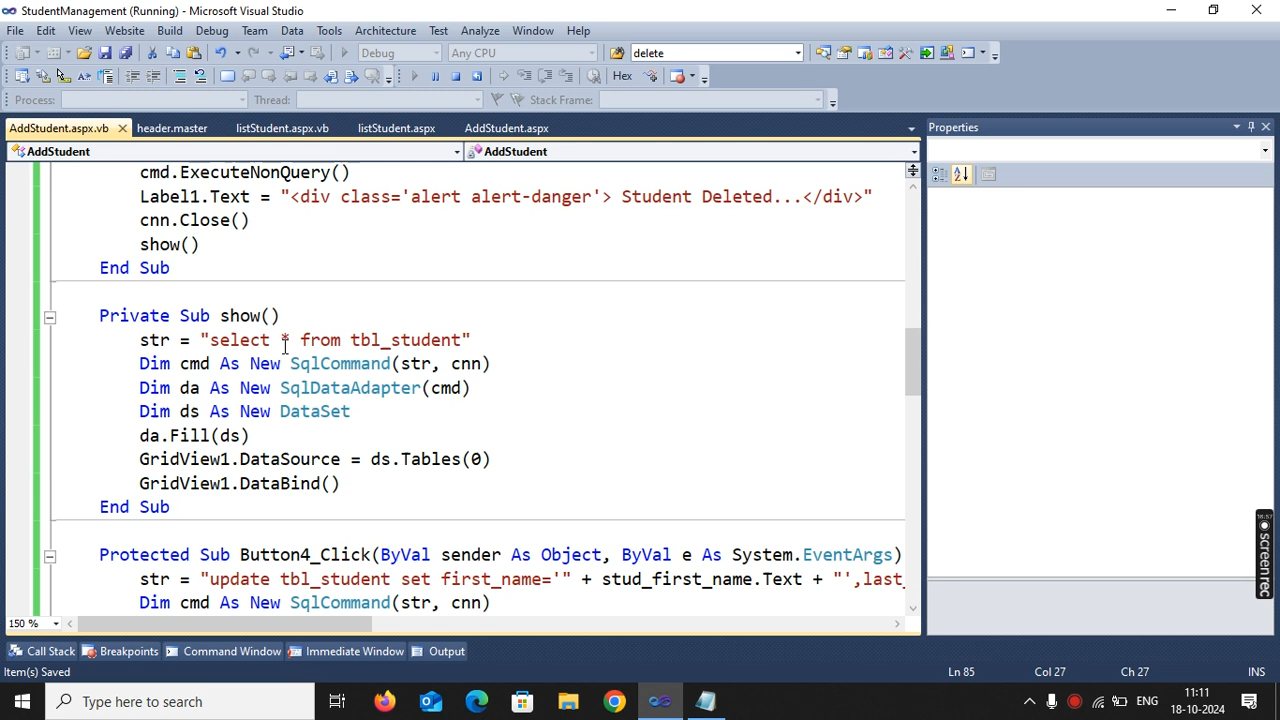 StudentManagement (Running) - Microsoft Visual Studio
File Edit View Website Build Debug Team Data Tools Architecture Test Analyze Window Help
Debug Any CPU delete
Hex
Process: Thread: Stack Frame:
AddStudent.aspx.vb header.master listStudent.aspx.vb listStudent.aspx AddStudent.aspx Properties
AddStudent AddStudent
cmd.ExecuteNonQuery()
Label1.Text = "<div class='alert alert-danger'> Student Deleted...</div>"
cnn.Close()
show()
End Sub
Private Sub show()
str = "select * from tbl_student"
Dim cmd As New SqlCommand(str, cnn)
Dim da As New SqlDataAdapter(cmd)
Dim ds As New DataSet
da.Fill(ds)
GridView1.DataSource = ds.Tables(0)
GridView1.DataBind()
End Sub
Protected Sub Button4_Click(ByVal sender As Object, ByVal e As System.EventArgs)
str = "update tbl_student set first_name='" + stud_first_name.Text + "',last_
Dim cmd As New SqlCommand(str, cnn)
150 %
Call Stack Breakpoints Command Window Immediate Window Output
Item(s) Saved Ln 85 Col 27 Ch 27 INS
Type here to search
ENG
11:11
18-10-2024
18:57
screen rec